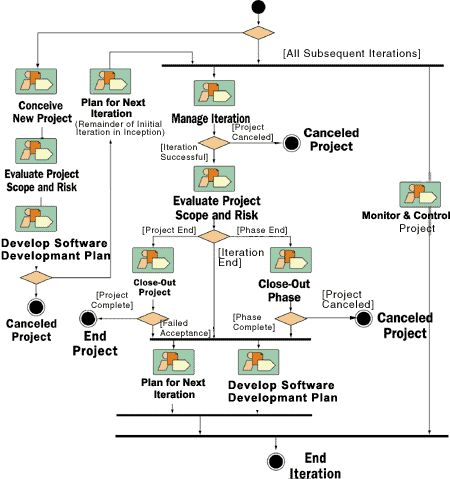 [All Subsequent Iterations]
Conceive
New Project
Plan for Next
Iteration
(Remainder of Iniitial
Iteration in Inception)
Manage Iteration
[Project
Canceled]
Canceled
Project
[Iteration
Successful]
Evaluate Project
Scope and Risk
Evaluate Project
Scope and Risk
Monitor & Control
Project
Develop Software
Development Plan
[Project End]
[Phase End]
[Iteration
End]
Close-Out
Project
Close-Out
Phase
[Project
Complete]
[Project
Canceled]
Canceled
Project
End
Project
[Failed
Acceptance]
[Phase
Complete]
Canceled
Project
Plan for Next
Iteration
Develop Software
Developmant Plan
End
Iteration